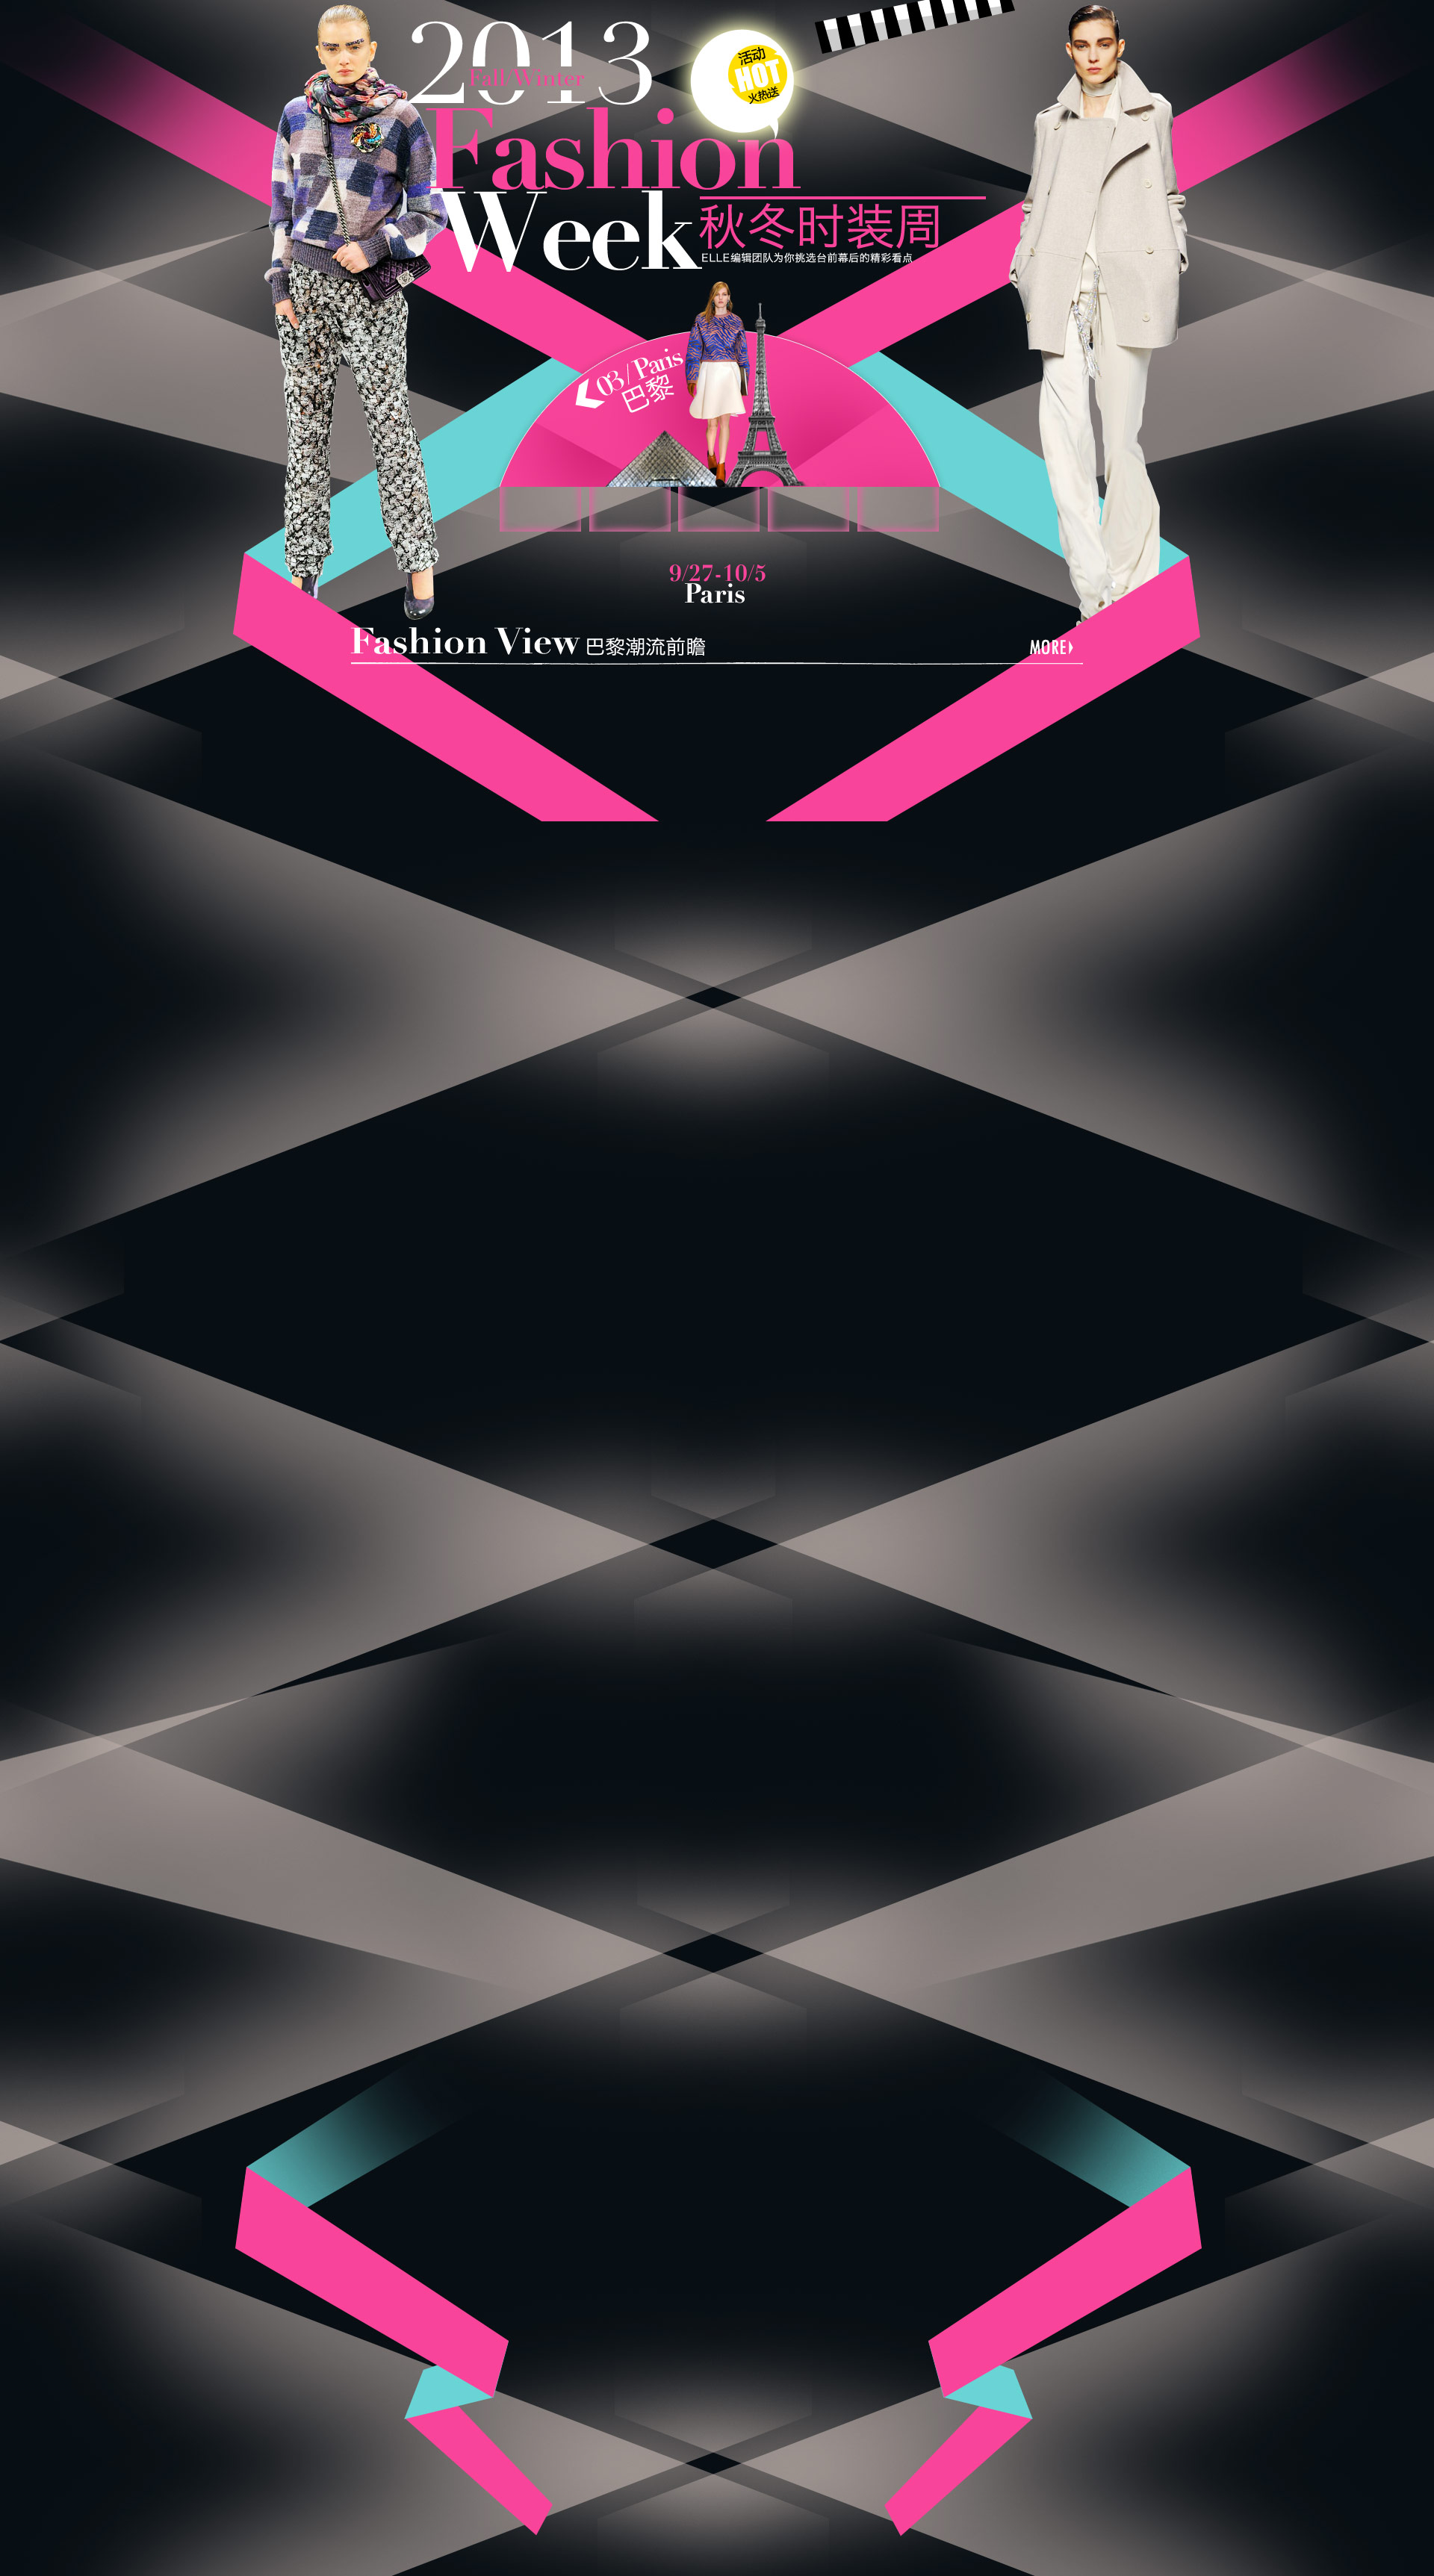 2013
Fall/Winter
活动
HOT
火热送
Fashion
Week
秋冬时装周
ELLE编辑团队为你挑选台前幕后的精彩看点
03/Paris
巴黎
9/27-10/5
Paris
Fashion View 巴黎潮流前瞻
MORE